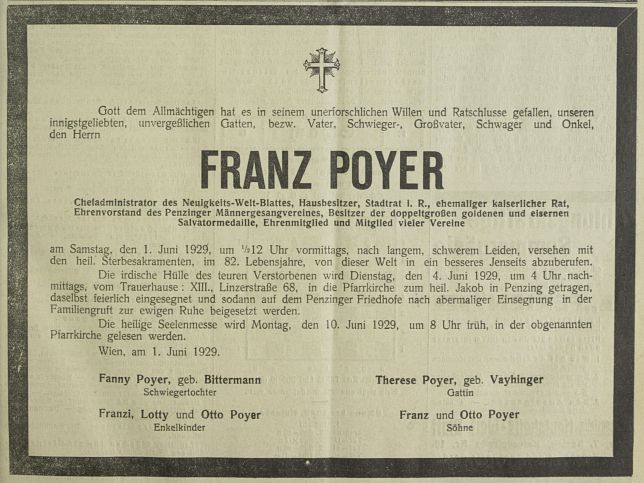 Gott dem Allmächtigen hat es in seinem unerforschlichen Willen und Ratschlusse gefallen, unseren
innigstgeliebten, unvergeßlichen Gatten, bezw. Vater, Schwieger-, Großvater, Schwager und Onkel,
den Herrn
FRANZ POYER
Chefadministrator des Neuigkeits-Welt-Blattes, Hausbesitzer, Stadtrat i. R., ehemaliger kaiserlicher Rat,
Ehrenvorstand des Penzinger Männergesangvereines, Besitzer der doppeltgroßen goldenen und eisernen
Salvatormedaille, Ehrenmitglied und Mitglied vieler Vereine
am Samstag, den 1. Juni 1929, um ½12 Uhr vormittags, nach langem, schwerem Leiden, versehen mit
den heil. Sterbesakramenten, im 82. Lebensjahre, von dieser Welt in ein besseres Jenseits abzuberufen.
Die irdische Hülle des teuren Verstorbenen wird Dienstag, den 4. Juni 1929, um 4 Uhr nach-
mittags, vom Trauerhause: XIII., Linzerstraße 68, in die Pfarrkirche zum heil. Jakob in Penzing getragen,
daselbst feierlich eingesegnet und sodann auf dem Penzinger Friedhofe nach abermaliger Einsegnung in der
Familiengruft zur ewigen Ruhe beigesetzt werden.
Die heilige Seelenmesse wird Montag, den 10. Juni 1929, um 8 Uhr früh, in der obgenannten
Pfarrkirche gelesen werden.
Wien, am 1. Juni 1929.
Fanny Poyer, geb. Bittermann
Schwiegertochter
Therese Poyer, geb. Vayhinger
Gattin
Franzi, Lotty und Otto Poyer
Enkelkinder
Franz und Otto Poyer
Söhne